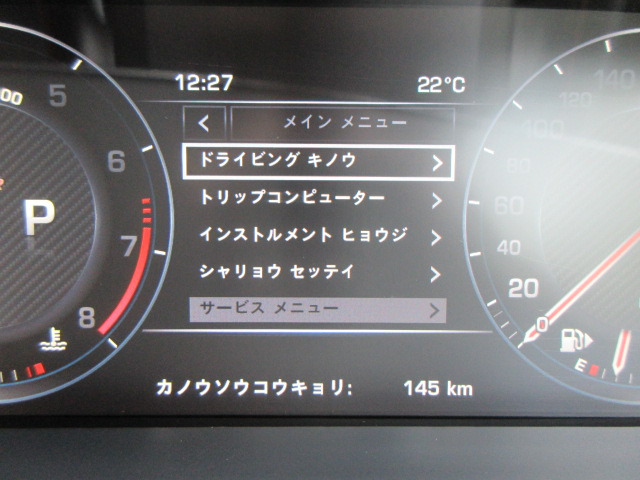 12:27 22°C
< メイン メニュー
ドライビング キノウ >
トリップコンピューター >
インストルメント ヒョウジ >
シャリョウ セッテイ >
サービス メニュー >
カノウソウコウキョリ: 145 km
00 5
6
7
8
P
140
120
100
80
60
40
20
0
E